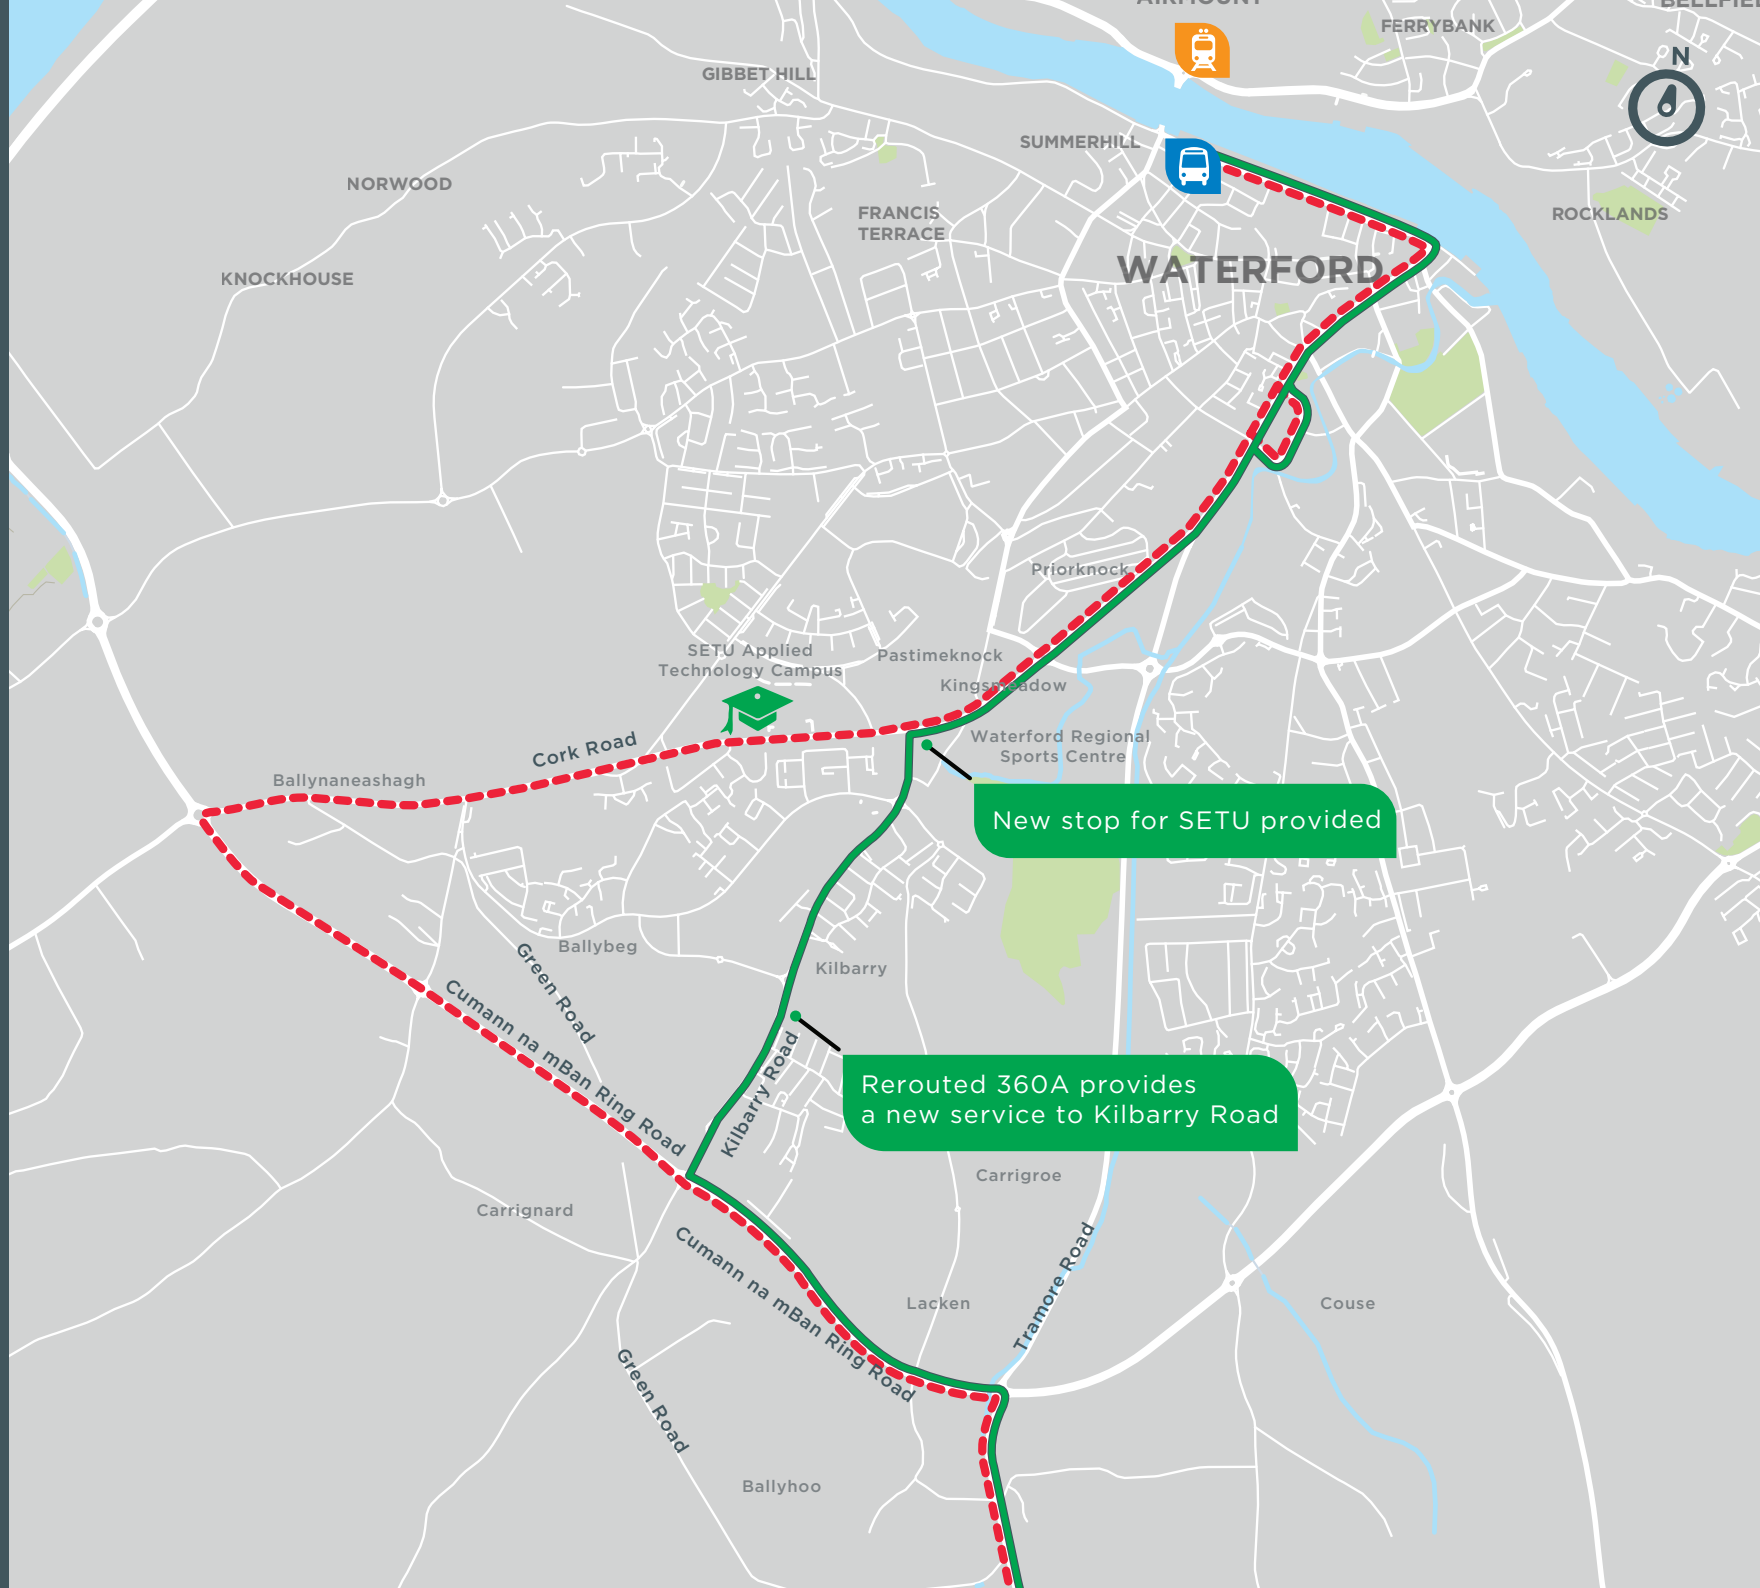 AIRMOUNT
BELLFIE
FERRYBANK
N
GIBBET HILL
SUMMERHILL
NORWOOD
FRANCIS
TERRACE
ROCKLANDS
KNOCKHOUSE
WATERFORD
Priorknock
SETU Applied
Technology Campus
Pastimeknock
Kingsmeadow
Waterford Regional
Sports Centre
Cork Road
Ballynaneashagh
New stop for SETU provided
Green Road
Ballybeg
Kilbarry
Cumann na mBan Ring Road
Kilbarry Road
Rerouted 360A provides
a new service to Kilbarry Road
Carrigroe
Carrignard
Cumann na mBan Ring Road
Tramore Road
Lacken
Couse
Green Road
Ballyhoo